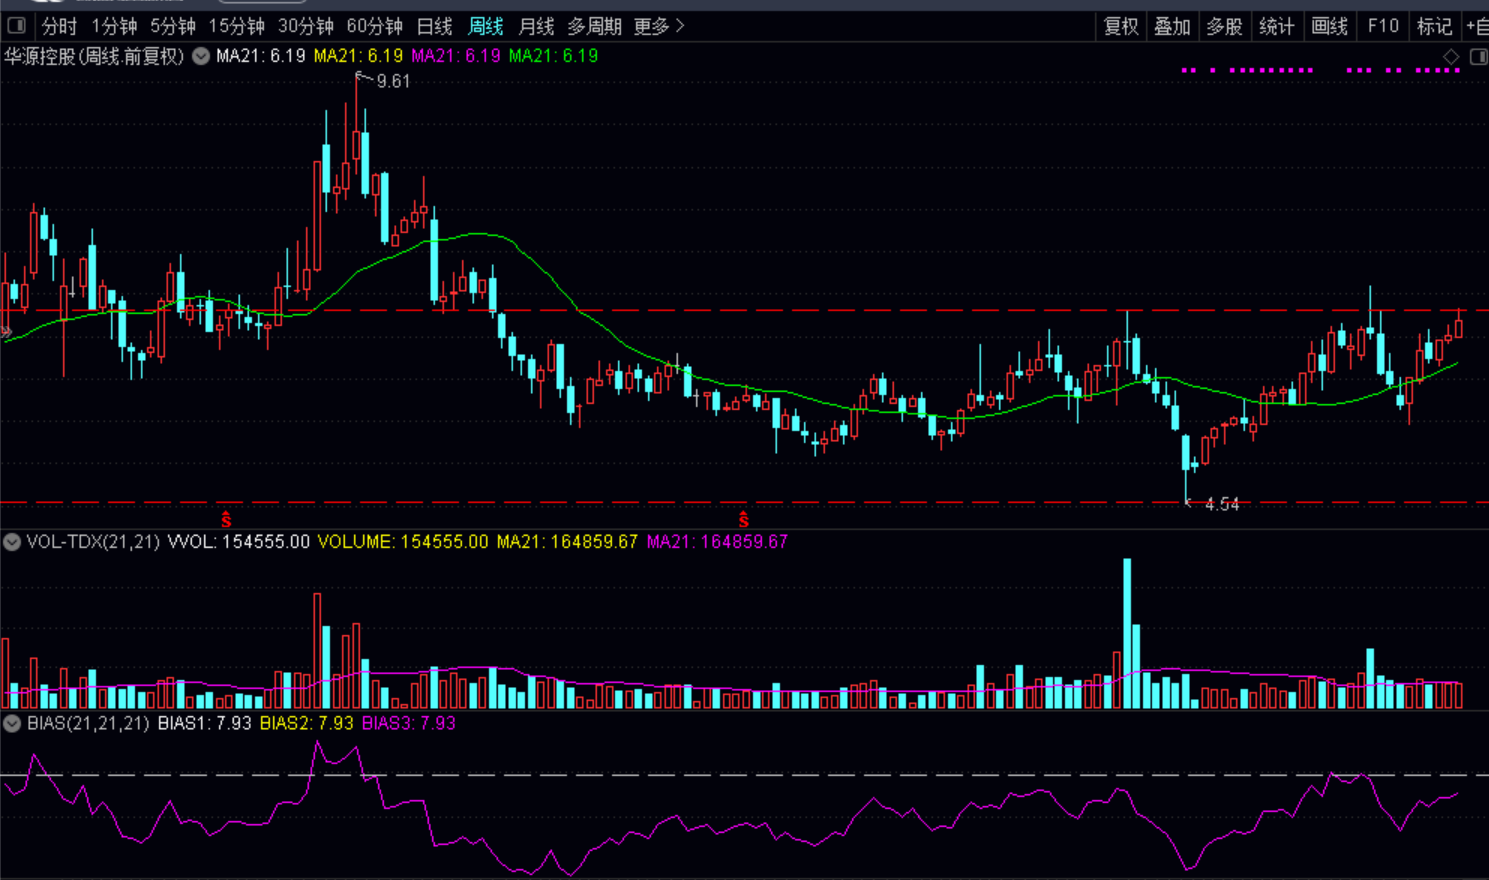 分时 1分钟 5分钟 15分钟 30分钟 60分钟 日线 周线 月线 多周期 更多 复权 叠加 多股 统计 画线 F10 标记 +自
华源控股(周线.前复权) MA21: 6.19 MA21: 6.19 MA21: 6.19 MA21: 6.19
9.61
4.54
S S
VOL-TDX(21,21) VVOL: 154555.00 VOLUME: 154555.00 MA21: 164859.67 MA21: 164859.67
BIAS(21,21,21) BIAS1: 7.93 BIAS2: 7.93 BIAS3: 7.93